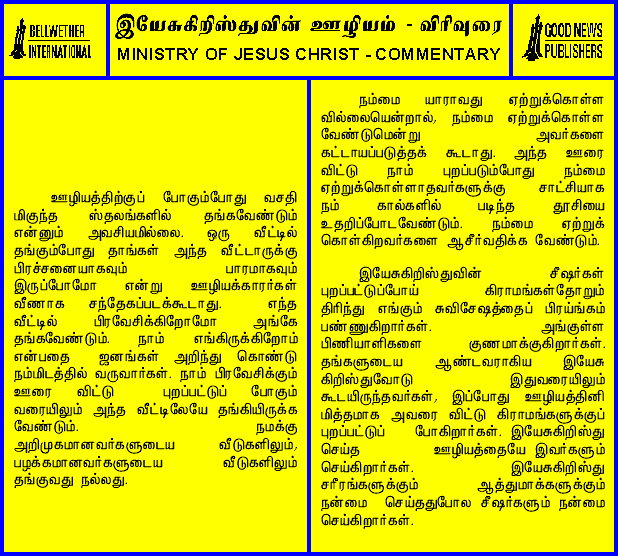 BELLWETHER
INTERNATIONAL
இயேசுகிறிஸ்துவின் ஊழியம் - விரிவுரை
MINISTRY OF JESUS CHRIST - COMMENTARY
GOOD NEWS
PUBLISHERS
ஊழியத்திற்குப் போகும்போது வசதி
மிகுந்த ஸ்தலங்களில் தங்கவேண்டும்
என்னும் அவசியமில்லை. ஒரு வீட்டில்
தங்கும்போது தாங்கள் அந்த வீட்டாருக்கு
பிரச்சனையாகவும் பாரமாகவும்
இருப்போமோ என்று ஊழியக்காரர்கள்
வீணாக சந்தேகப்படக்கூடாது. எந்த
வீட்டில் பிரவேசிக்கிறோமோ அங்கே
தங்கவேண்டும். நாம் எங்கிருக்கிறோம்
என்பதை ஜனங்கள் அறிந்து கொண்டு
நம்மிடத்தில் வருவார்கள். நாம் பிரவேசிக்கும்
ஊரை விட்டு புறப்பட்டுப் போகும்
வரையிலும் அந்த வீட்டிலேயே தங்கியிருக்க
வேண்டும். நமக்கு
அறிமுகமானவர்களுடைய வீடுகளிலும்,
பழக்கமானவர்களுடைய வீடுகளிலும்
தங்குவது நல்லது.
நம்மை யாராவது ஏற்றுக்கொள்ள
வில்லையென்றால், நம்மை ஏற்றுக்கொள்ள
வேண்டுமென்று அவர்களை
கட்டாயப்படுத்தக் கூடாது. அந்த ஊரை
விட்டு நாம் புறப்படும்போது நம்மை
ஏற்றுக்கொள்ளாதவர்களுக்கு சாட்சியாக
நம் கால்களில் படிந்த தூசியை
உதறிப்போடவேண்டும். நம்மை ஏற்றுக்
கொள்கிறவர்களை ஆசீர்வதிக்க வேண்டும்.
இயேசுகிறிஸ்துவின் சீஷர்கள்
புறப்பட்டுப்போய் கிராமங்கள்தோறும்
திரிந்து எங்கும் சுவிசேஷத்தைப் பிரய்ங்கம்
பண்ணுகிறார்கள். அங்குள்ள
பிணியாளிகளை குணமாக்குகிறார்கள்.
தங்களுடைய ஆண்டவராகிய இயேசு
கிறிஸ்துவோடு இதுவரையிலும்
கூடயிருந்தவர்கள், இப்போது ஊழியத்தினி
மித்தமாக அவரை விட்டு கிராமங்களுக்குப்
புறப்பட்டுப் போகிறார்கள். இயேசுகிறிஸ்து
செய்த ஊழியத்தையே இவர்களும்
செய்கிறார்கள். இயேசுகிறிஸ்து
சரீரங்களுக்கும் ஆத்துமாக்களுக்கும்
நன்மை செய்ததுபோல சீஷர்களும் நன்மை
செய்கிறார்கள்.